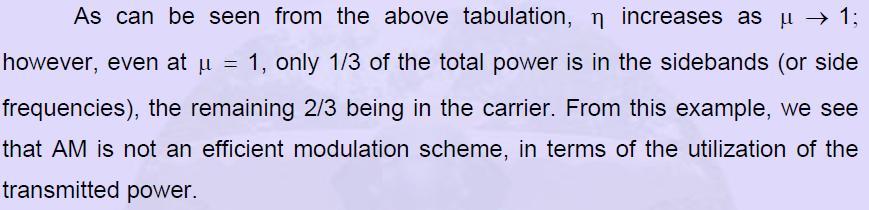 As can be seen from the above tabulation, η increases as μ → 1;
however, even at μ = 1, only 1/3 of the total power is in the sidebands (or side
frequencies), the remaining 2/3 being in the carrier. From this example, we see
that AM is not an efficient modulation scheme, in terms of the utilization of the
transmitted power.